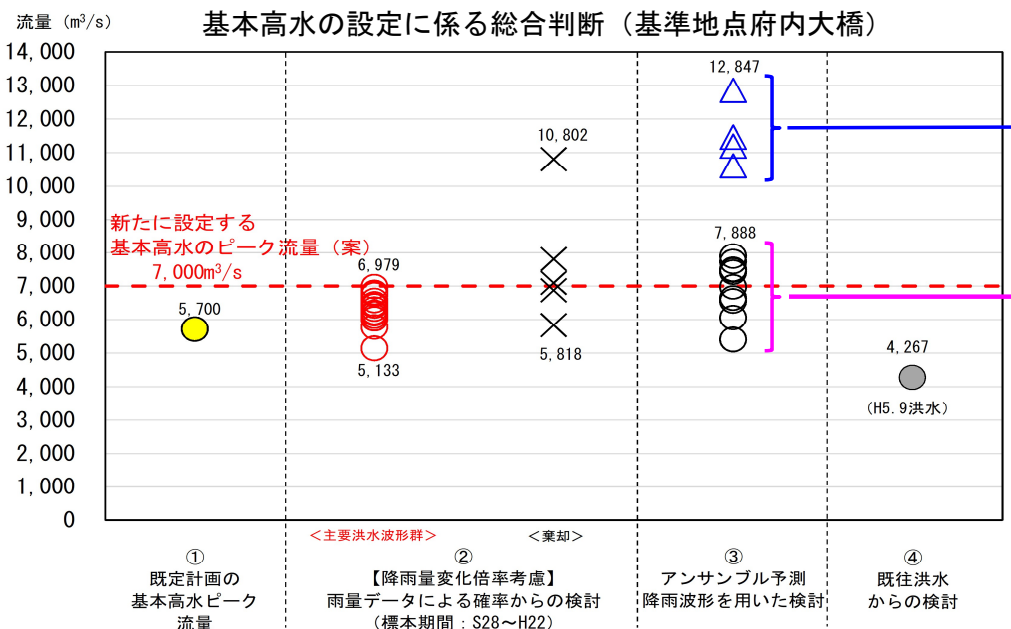 流量（m³/s）
基本高水の設定に係る総合判断（基準地点府内大橋）
14,000
13,000
12,000
11,000
10,000
9,000
8,000
7,000
6,000
5,000
4,000
3,000
2,000
1,000
0
新たに設定する
基本高水のピーク流量（案）
7,000m³/s
5,700
6,979
5,133
10,802
5,818
12,847
7,888
4,267
（H5.9洪水）
＜主要洪水波形群＞
＜棄却＞
①
既定計画の
基本高水ピーク
流量
②
【降雨量変化倍率考慮】
雨量データによる確率からの検討
（標本期間：S28～H22）
③
アンサンブル予測
降雨波形を用いた検討
④
既往洪水
からの検討